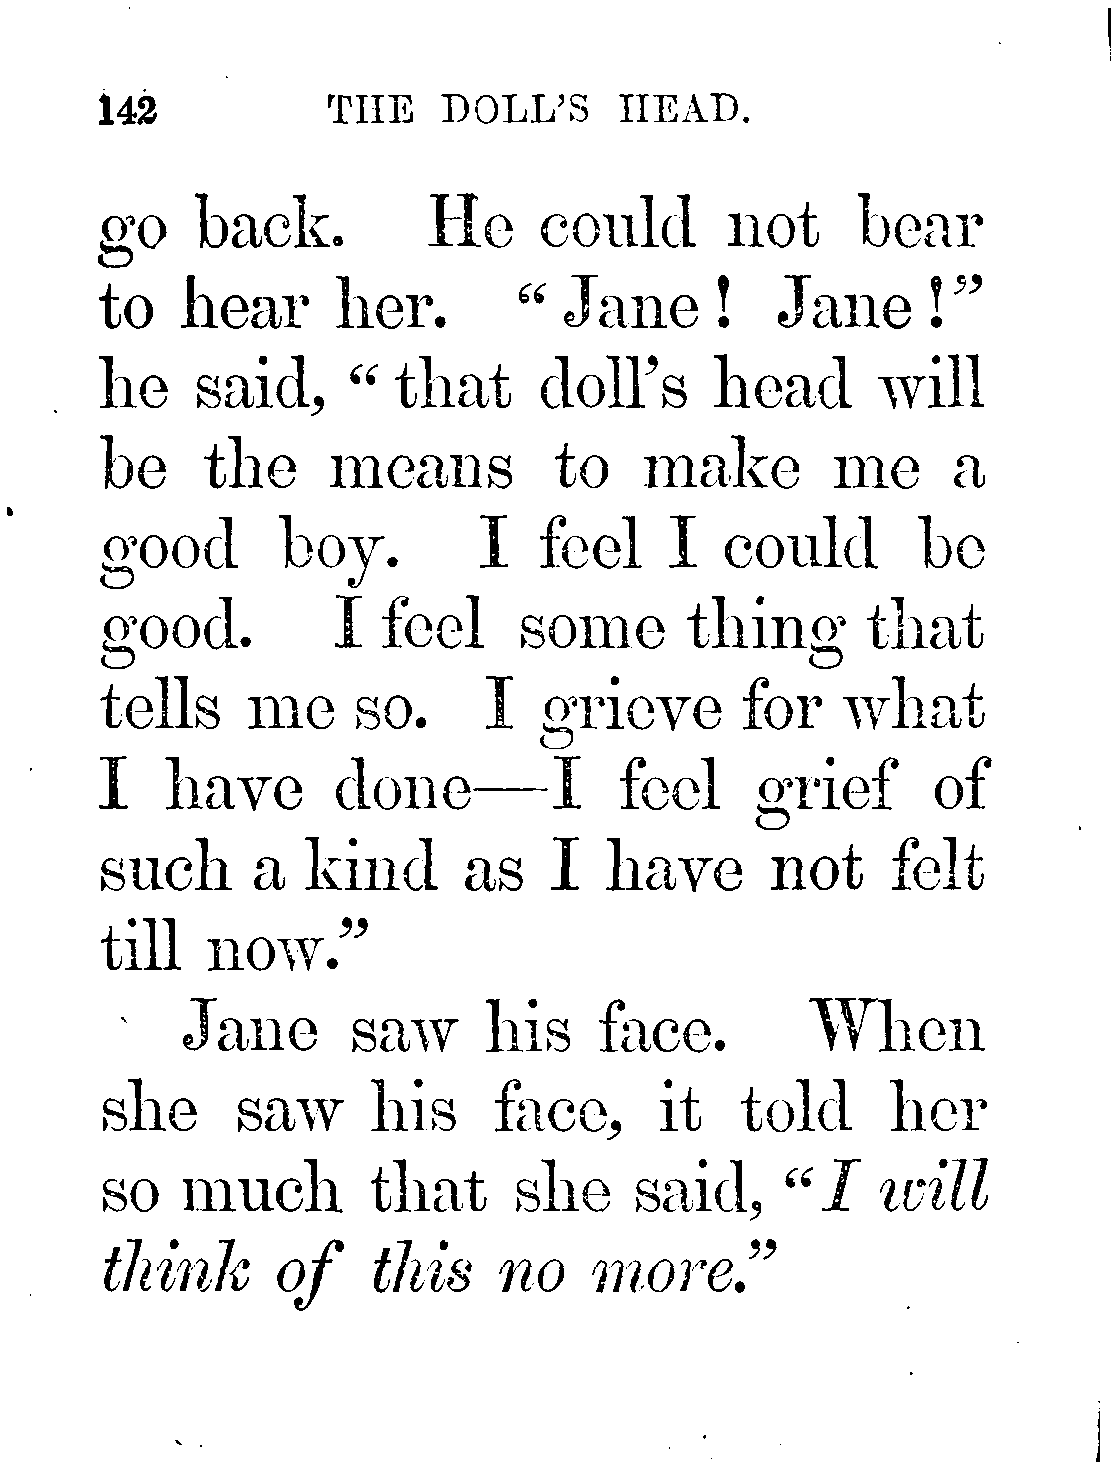 142 THE DOLL'S HEAD.
go back. He could not bear
to hear her. “Jane! Jane!”
he said, “that doll's head will
be the means to make me a
good boy. I feel I could be
good. I feel some thing that
tells me so. I grieve for what
I have done—I feel grief of
such a kind as I have not felt
till now.”
Jane saw his face. When
she saw his face, it told her
so much that she said, “I will
think of this no more.”